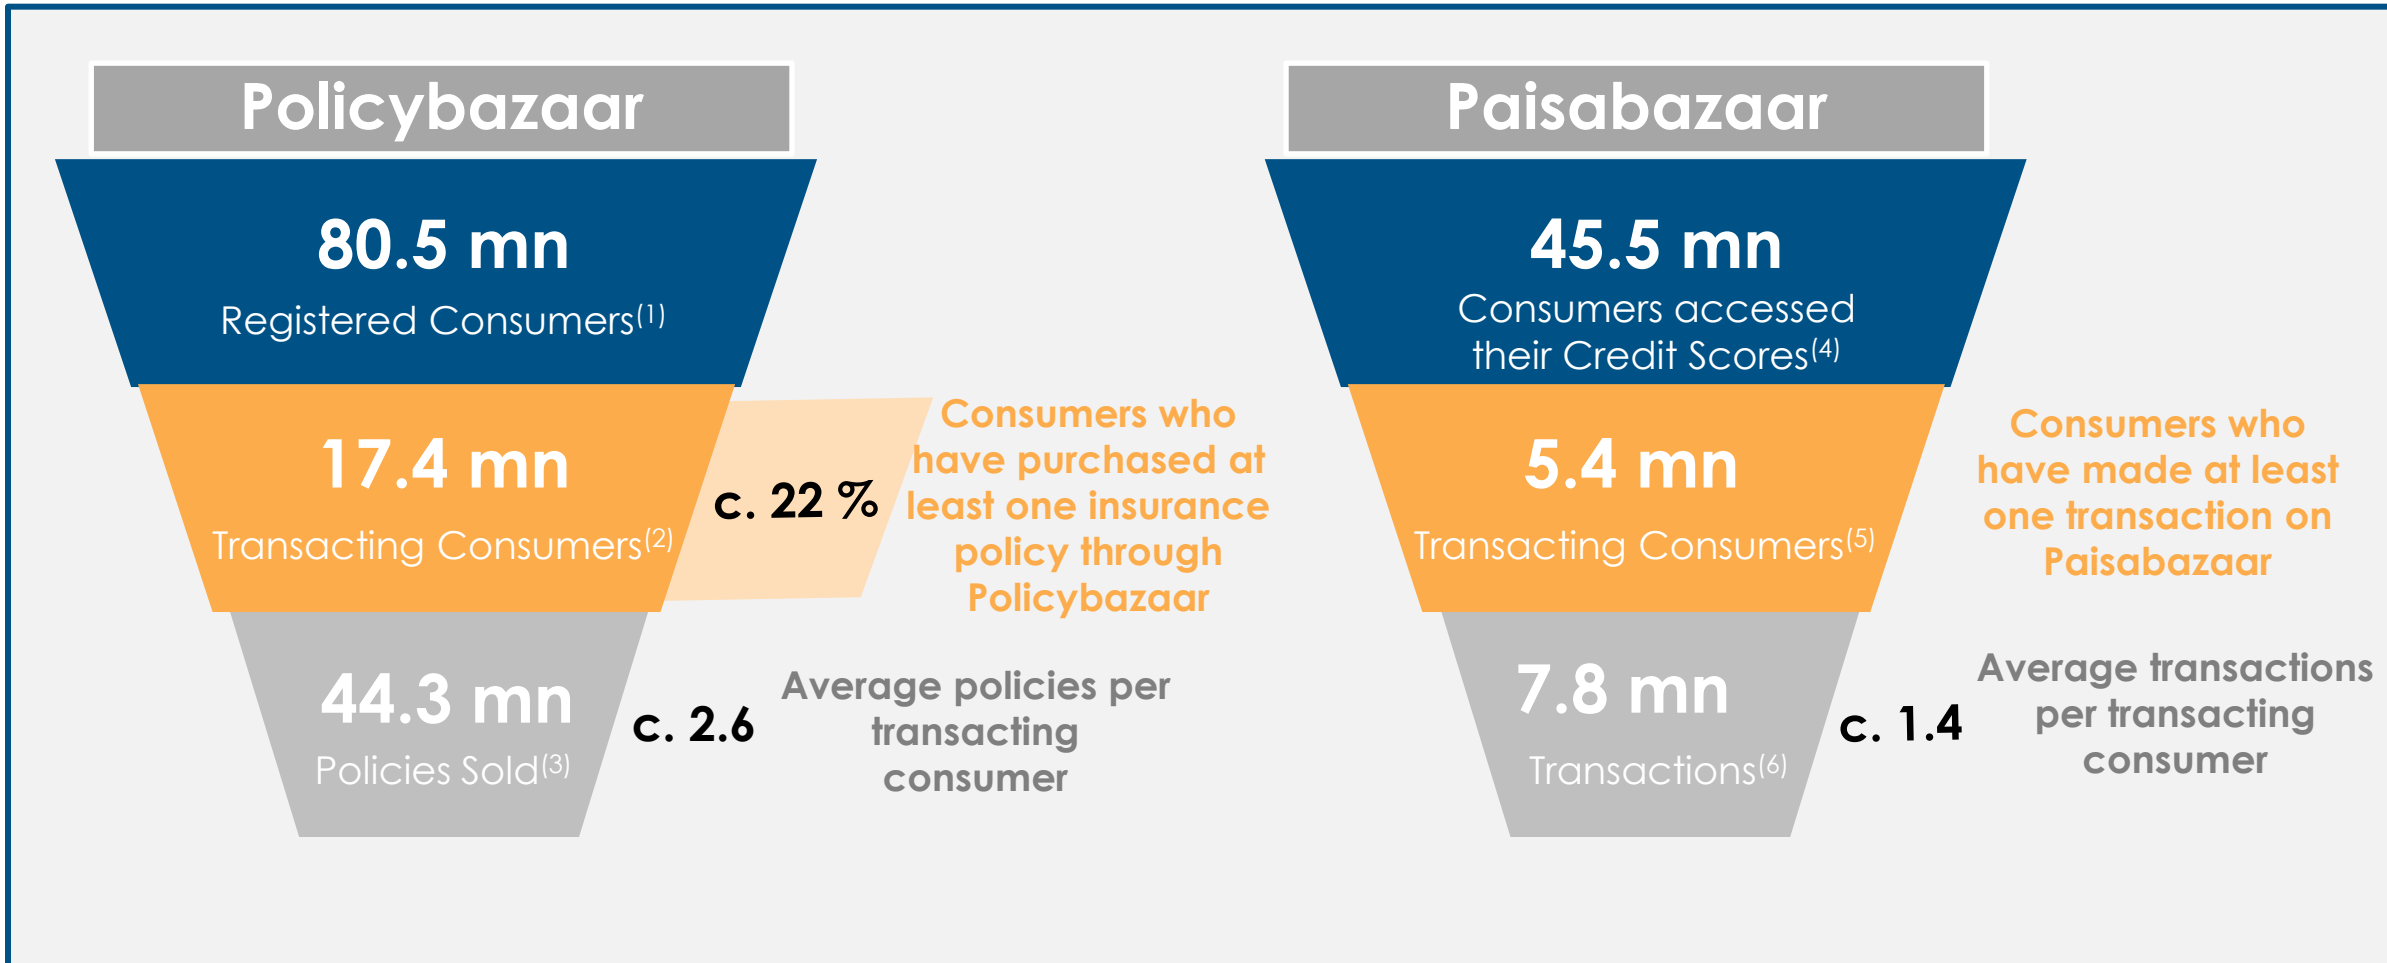 Policybazaar
80.5 mn
Registered Consumers(1)
17.4 mn
Transacting Consumers(2)
c. 22 %
Consumers who
have purchased at
least one insurance
policy through
Policybazaar
44.3 mn
Policies Sold(3)
c. 2.6
Average policies per
transacting
consumer
Paisabazaar
45.5 mn
Consumers accessed
their Credit Scores(4)
5.4 mn
Transacting Consumers(5)
Consumers who
have made at least
one transaction on
Paisabazaar
7.8 mn
Transactions(6)
c. 1.4
Average transactions
per transacting
consumer